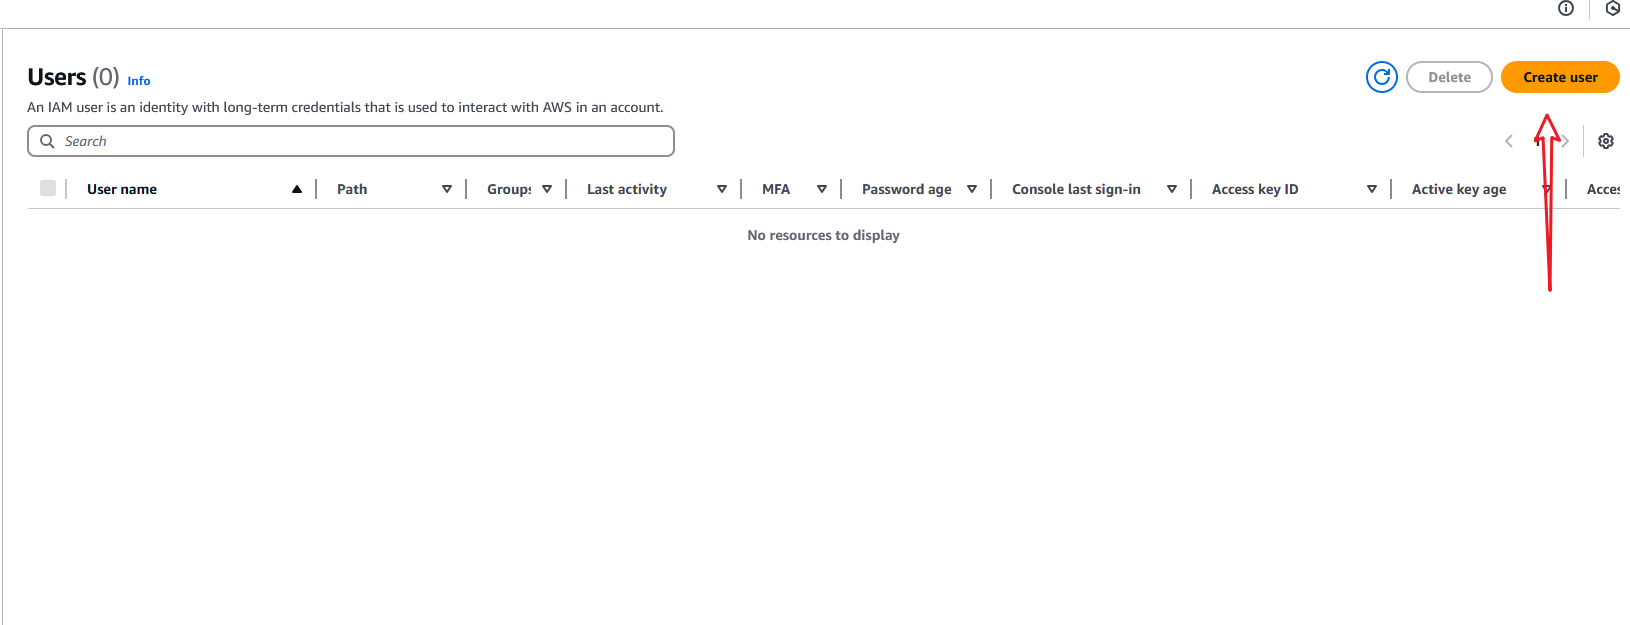 Users (0) Info
Delete
Create user
An IAM user is an identity with long-term credentials that is used to interact with AWS in an account.
Search
User name Path Groups Last activity MFA Password age Console last sign-in Access key ID Active key age Acces
No resources to display